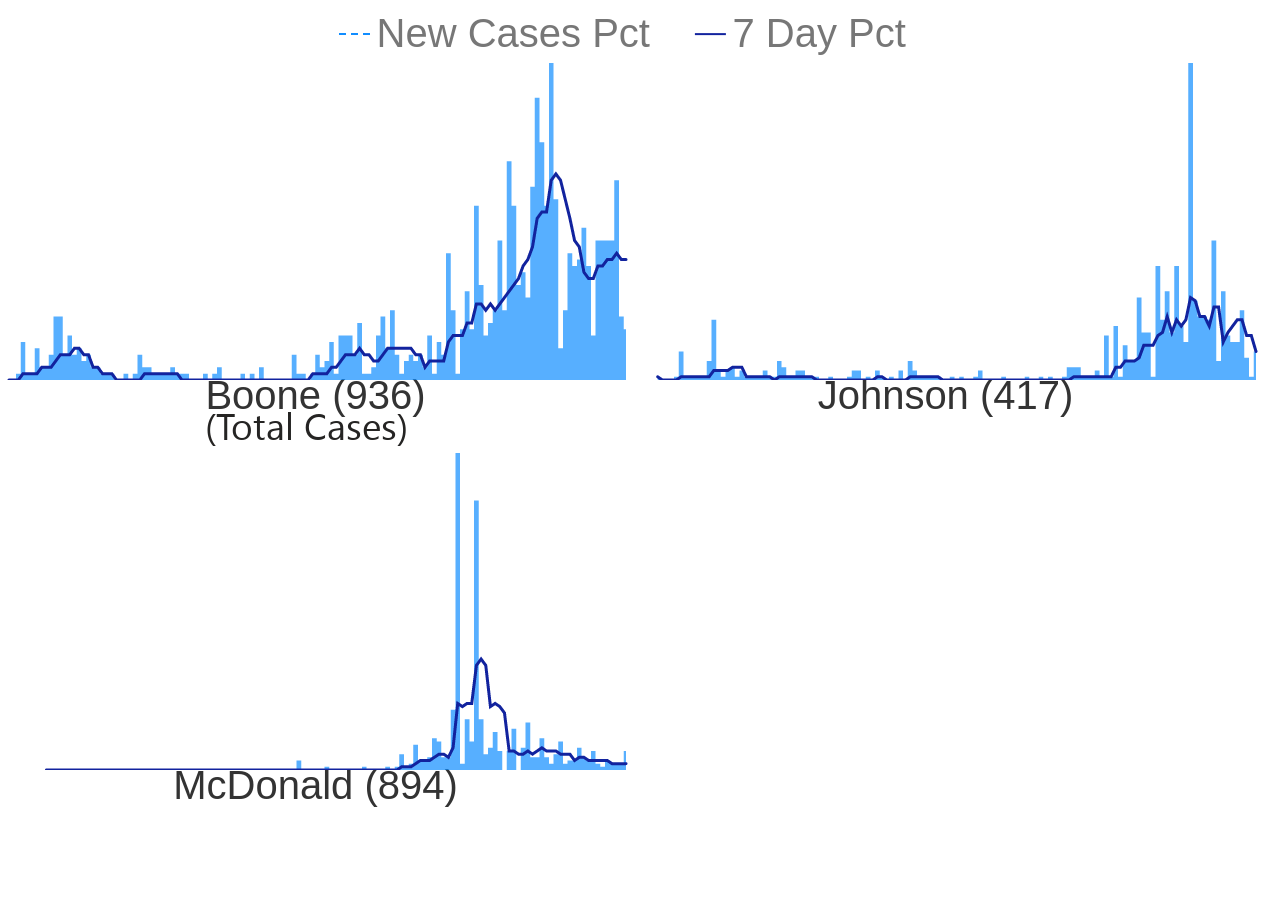 New Cases Pct 7 Day Pct
Boone (936)
(Total Cases)
Johnson (417)
McDonald (894)